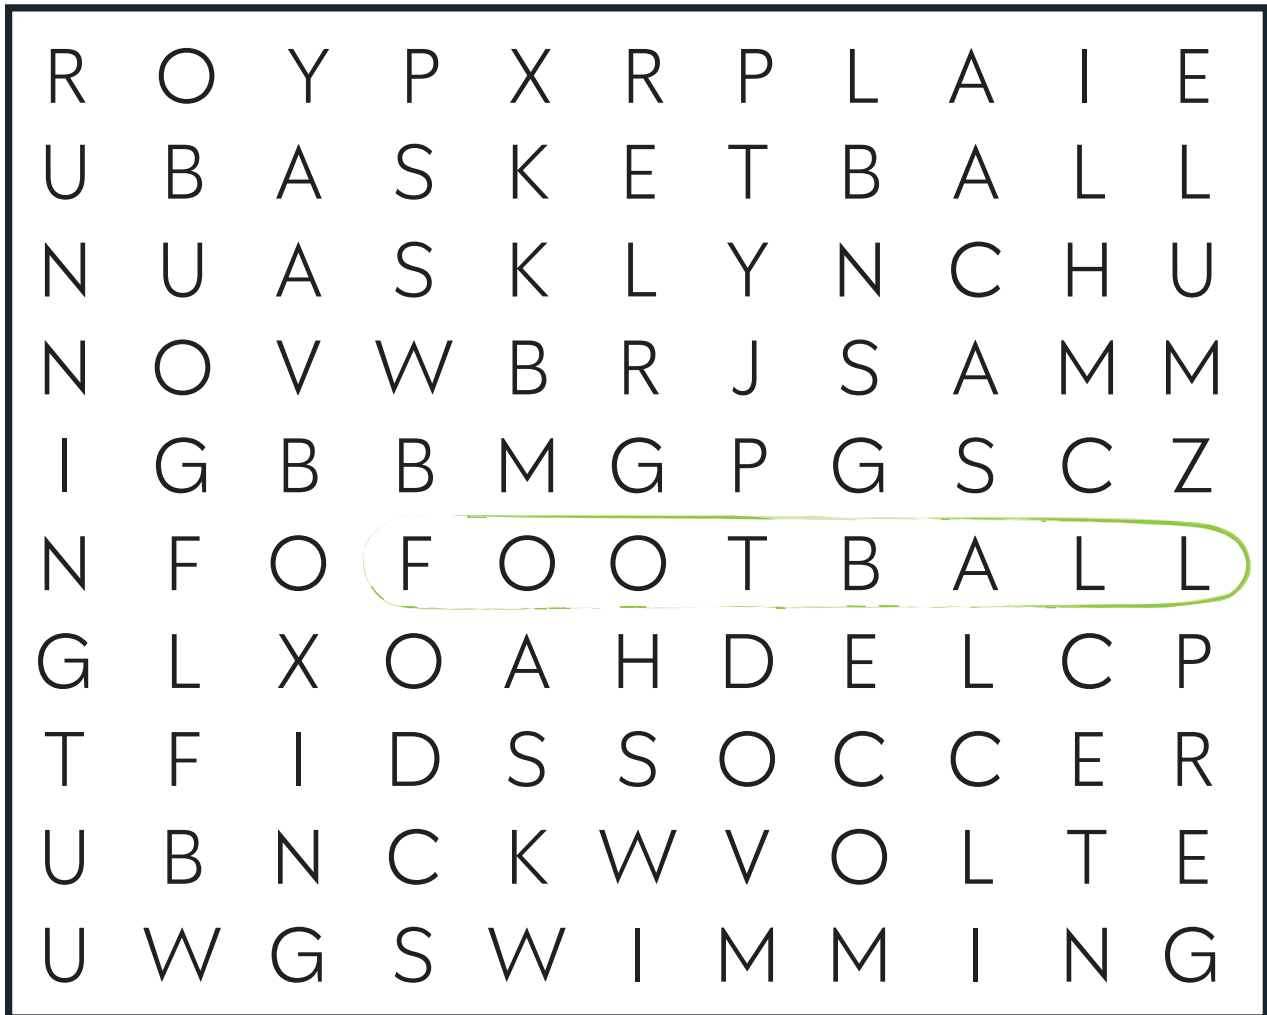 R O Y P X R P L A I E
U B A S K E T B A L L
N U A S K L Y N C H U
N O V W B R J S A M M
I G B B M G P G S C Z
N F O F O O T B A L L
G L X O A H D E L C P
T F I D S S O C C E R
U B N C K W V O L T E
U W G S W I M M I N G